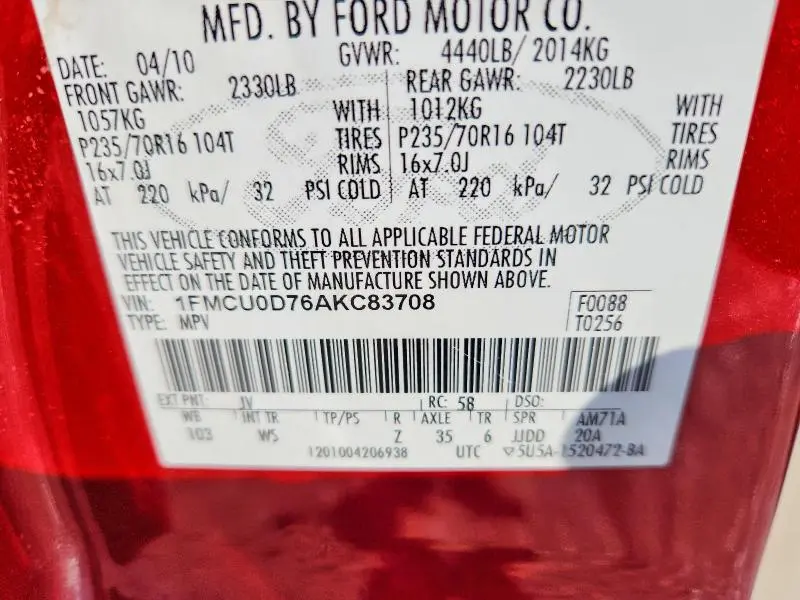 MFD. BY FORD MOTOR CO.
DATE: 04/10 GVWR: 4440LB/ 2014KG
FRONT GAWR: 2330LB REAR GAWR: 2230LB
1057KG WITH 1012KG WITH
P235/70R16 104T TIRES P235/70R16 104T TIRES
16x7.0J RIMS 16x7.0J RIMS
AT 220 kPa/ 32 PSI COLD AT 220 kPa/ 32 PSI COLD
THIS VEHICLE CONFORMS TO ALL APPLICABLE FEDERAL MOTOR
VEHICLE SAFETY AND THEFT PREVENTION STANDARDS IN
EFFECT ON THE DATE OF MANUFACTURE SHOWN ABOVE.
VIN: 1FMCU0D76AKC83708 F0088
TYPE: MPV T0256
EXT PNT: JV RC: 58 DSO:
WB INT TR TP/PS R AXLE TR SPR AM71A
103 WS Z 35 6 JJDD 20A
1201004206938 UTC ▽5U5A-1520472-BA